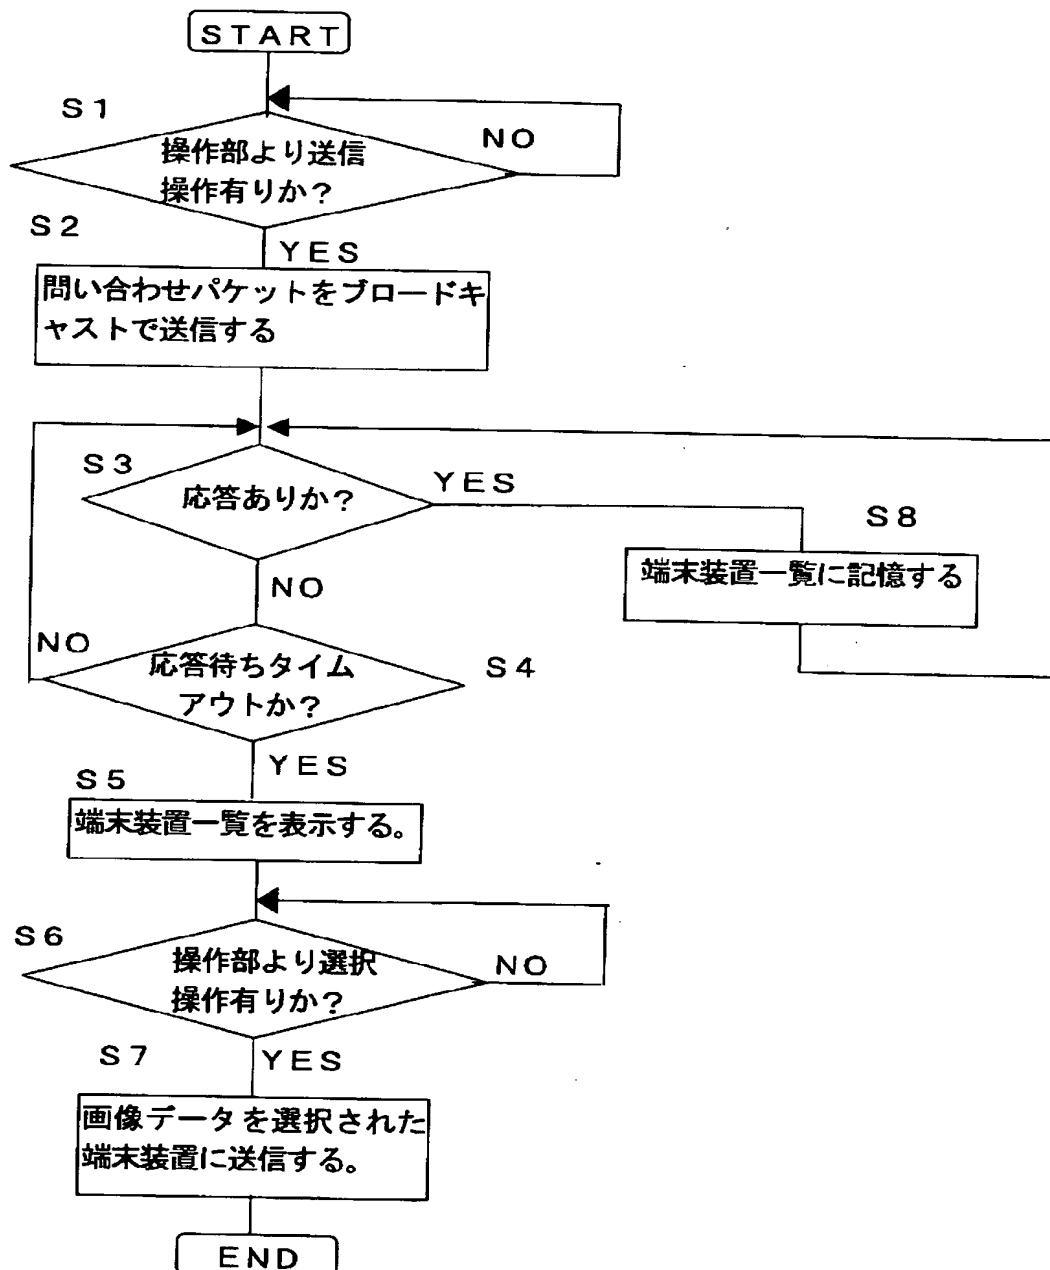 START
S1
操作部より送信
操作有りか?
NO
S2
YES
問い合わせパケットをブロードキ
ャストで送信する
S3
応答ありか?
YES
S8
端末装置一覧に記憶する
NO
NO
応答待ちタイム
アウトか?
S4
YES
S5
端末装置一覧を表示する。
S6
操作部より選択
操作有りか?
NO
S7
YES
画像データを選択された
端末装置に送信する。
END